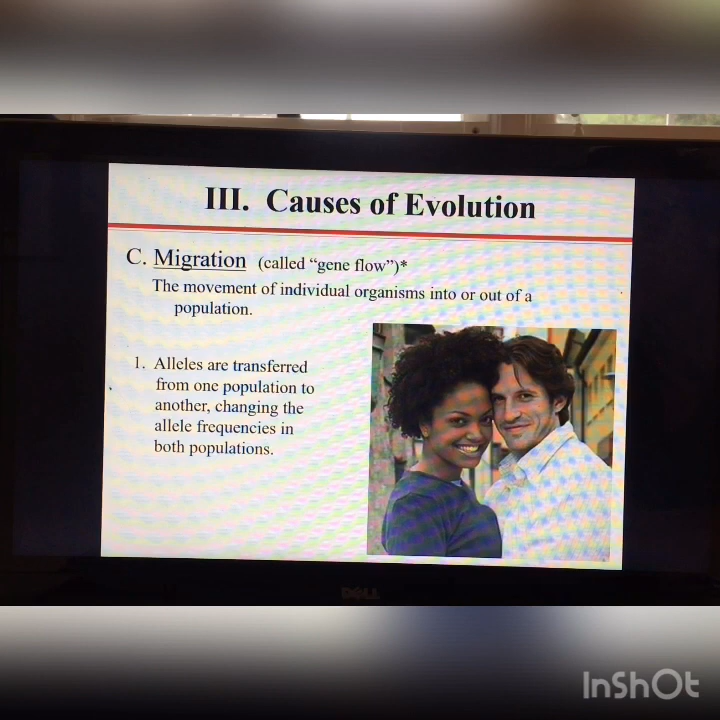 III. Causes of Evolution
C. Migration (called “gene flow”)*
The movement of individual organisms into or out of a
population.
1. Alleles are transferred
from one population to
another, changing the
allele frequencies in
both populations.
DELL
InShOt